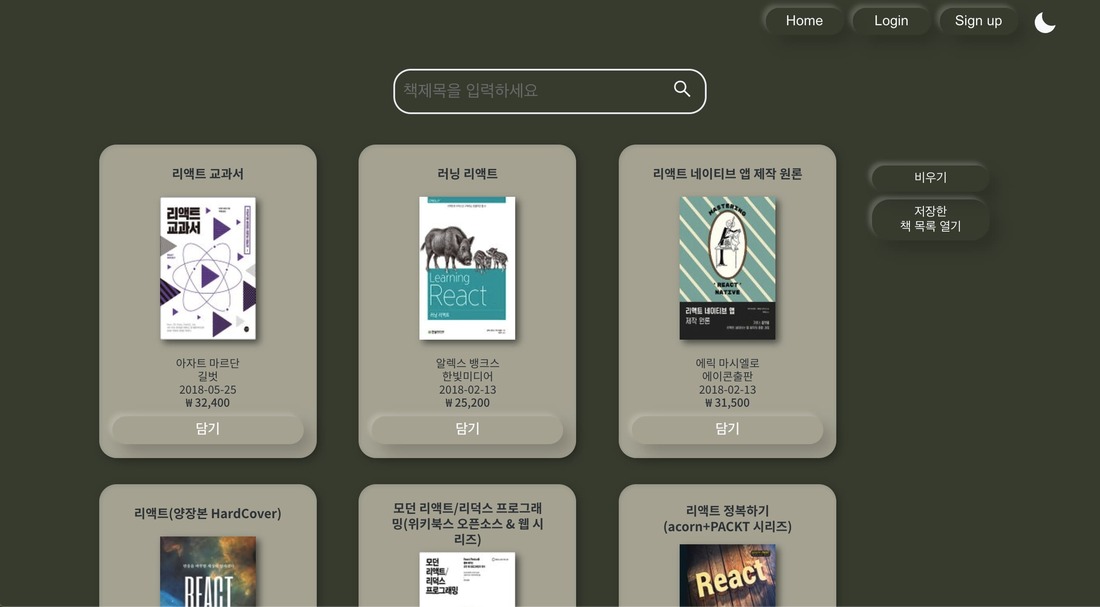 Home
Login
Sign up
책제목을 입력하세요
리액트 교과서
리액트
교과서
아자트 마르단
길벗
2018-05-25
₩ 32,400
담기
러닝 리액트
Learning
React
러닝 리액트
알렉스 뱅크스
한빛미디어
2018-02-13
₩ 25,200
담기
리액트 네이티브 앱 제작 원론
MASTERING
REACT
NATIVE
리액트 네이티브 앱
제작 원론
에릭 마시엘로
에이콘출판
2018-02-13
₩ 31,500
담기
비우기
저장한
책 목록 열기
리액트(양장본 HardCover)
REACT
모던 리액트/리덕스 프로그래
밍(위키북스 오픈소스 & 웹 시
리즈)
모던
리액트/
리덕스
프로그래밍
리액트 정복하기
(acorn+PACKT 시리즈)
React